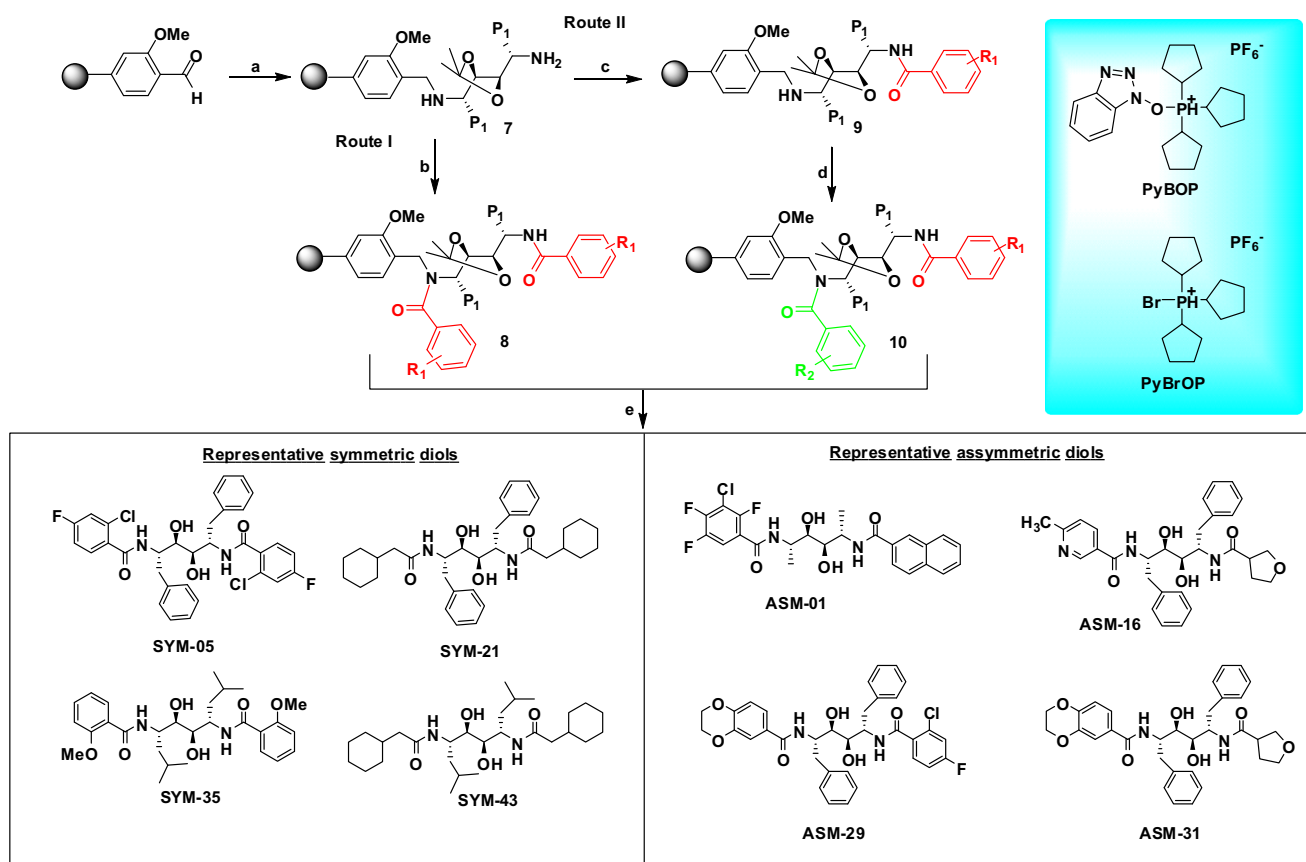 OMe
O
H
a
OMe
HN
P1
O
O
P1
NH2
7
Route II
c
OMe
HN
P1
O
O
P1
NH
O
R1
9
Route I
b
d
OMe
N
P1
O
O
P1
NH
O
R1
O
R1
8
OMe
N
P1
O
O
P1
NH
O
R1
O
R2
10
N
N
N
O
PH
+
PF6-
PyBOP
Br
PH
+
PF6-
PyBrOP
e
Representative symmetric diols
F
Cl
O
H
N
OH
OH
N
H
O
Cl
F
SYM-05
O
H
N
OH
OH
N
H
O
SYM-21
OMe
O
H
N
OH
OH
N
H
O
OMe
SYM-35
O
H
N
OH
OH
N
H
O
SYM-43
Representative assymmetric diols
Cl
F
F
F
O
H
N
OH
OH
N
H
O
ASM-01
H3C
N
O
H
N
OH
OH
N
H
O
O
ASM-16
O
O
O
H
N
OH
OH
N
H
O
Cl
F
ASM-29
O
O
O
H
N
OH
OH
N
H
O
O
ASM-31